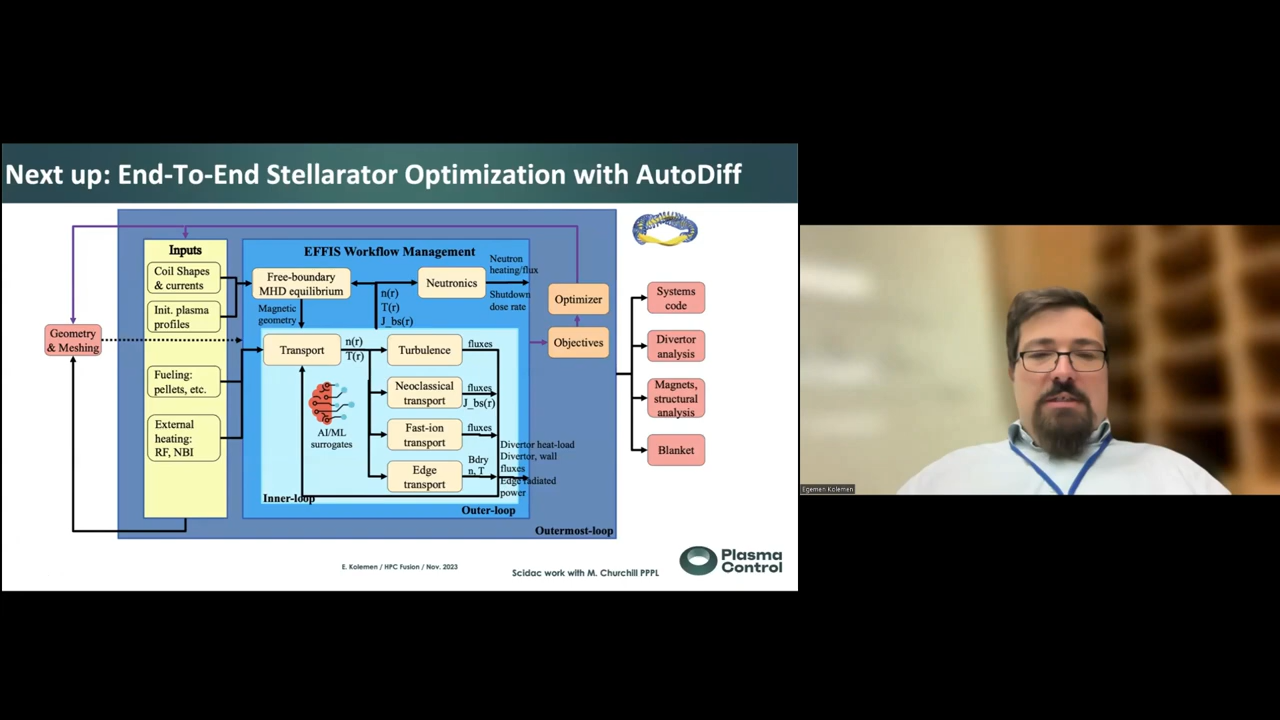 Next up: End-To-End Stellarator Optimization with AutoDiff
Inputs
Coil Shapes
& currents
Init. plasma
profiles
Fueling:
pellets, etc.
External
heating:
RF, NBI
Geometry
& Meshing
EFFIS Workflow Management
Free-boundary
MHD equilibrium
Magnetic
geometry
n(r)
T(r)
J_bs(r)
Neutronics
Neutron
heating/flux
Shutdown
dose rate
Transport
n(r)
T(r)
AI/ML
surrogates
Turbulence
fluxes
Neoclassical
transport
fluxes
J_bs(r)
Fast-ion
transport
fluxes
Edge
transport
Bdry
n, T
Divertor heat-load
Divertor, wall
fluxes
Edge radiated
power
Inner-loop
Outer-loop
Outermost-loop
Optimizer
Objectives
Systems
code
Divertor
analysis
Magnets,
structural
analysis
Blanket
E. Kolemen / HPC Fusion / Nov. 2023
Scidac work with M. Churchill PPPL
Plasma
Control
Egemen Kolemen